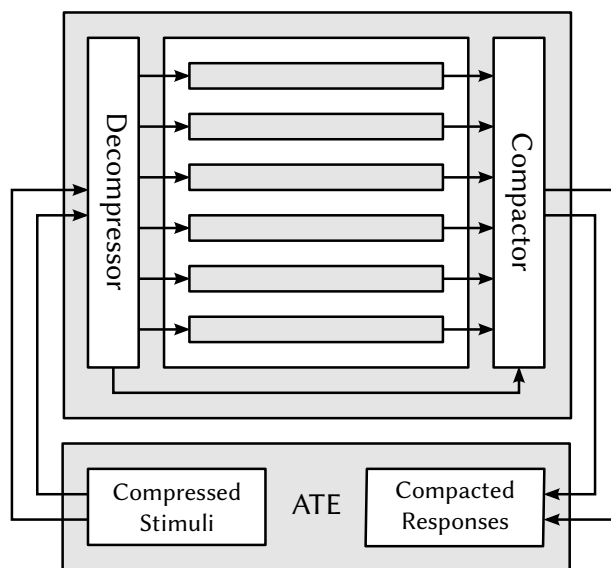 Decompressor
Compactor
Compressed
Stimuli
ATE
Compacted
Responses